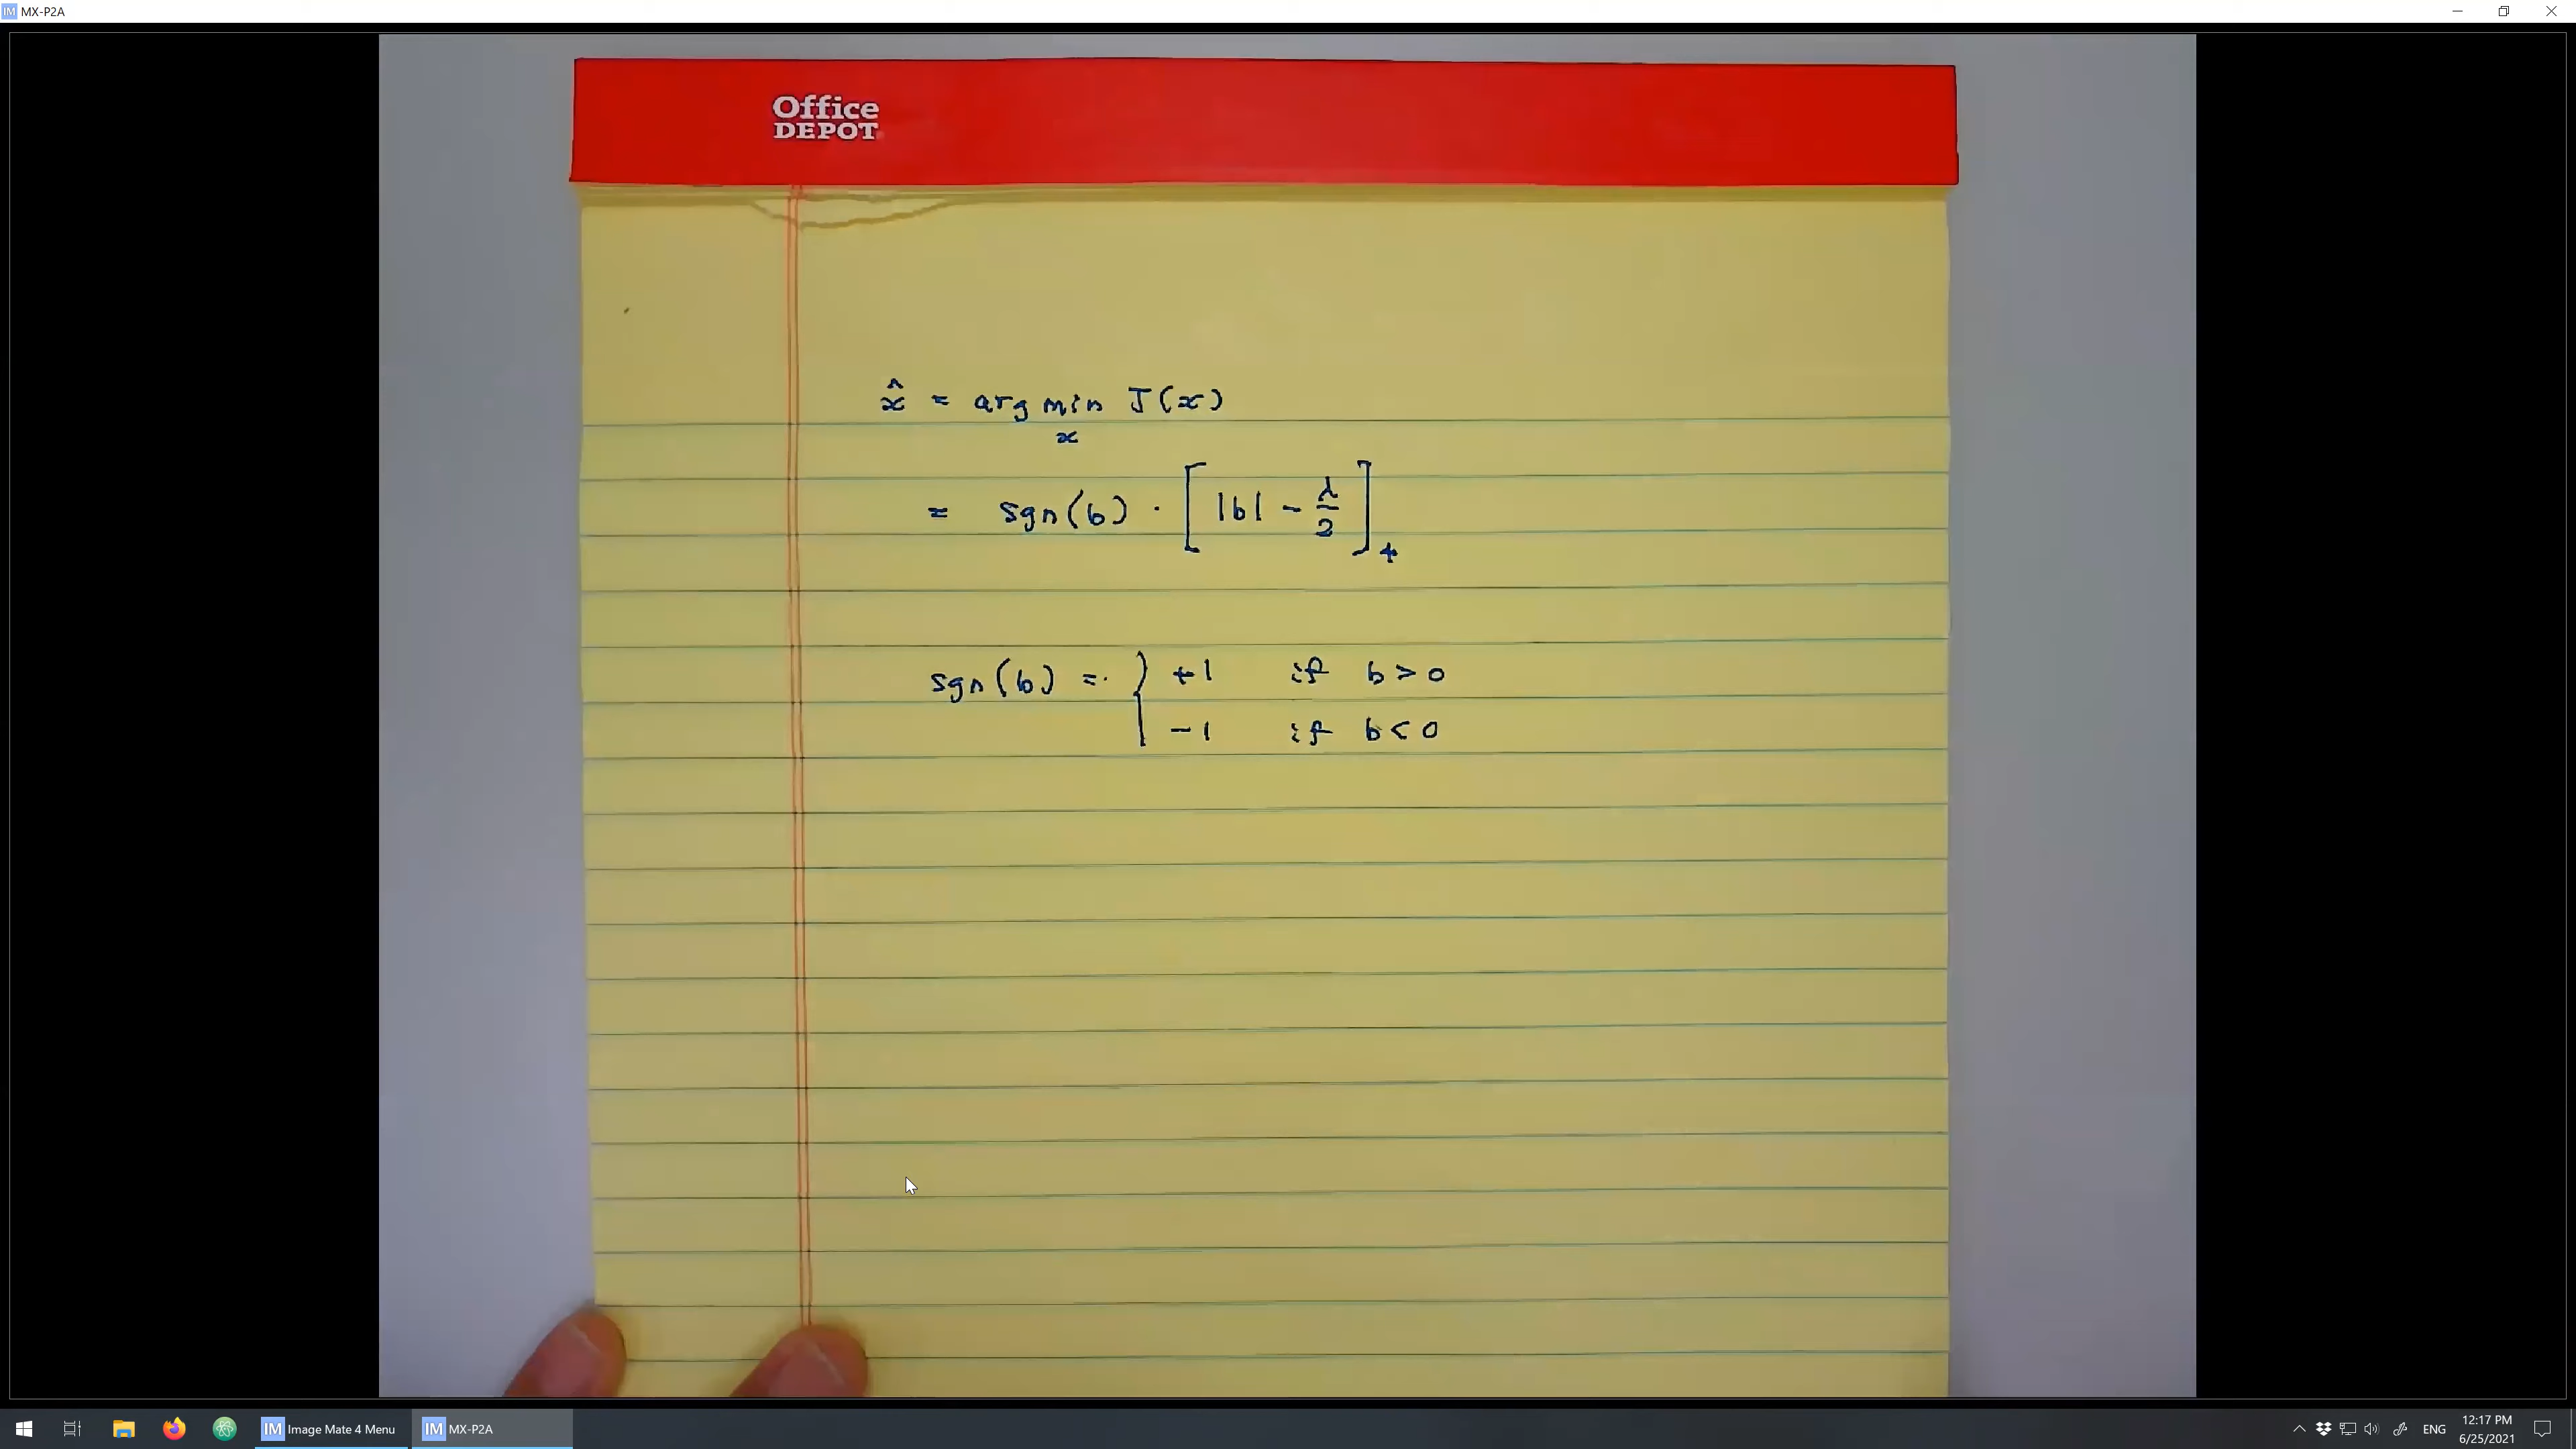 MX-P2A
Office
DEPOT
x̂ = arg min J(x)
x
= sgn(b) · [ |b| - λ/2 ]+
sgn(b) = { +1 if b > 0
-1 if b < 0
Image Mate 4 Menu
MX-P2A
ENG
12:17 PM
6/25/2021